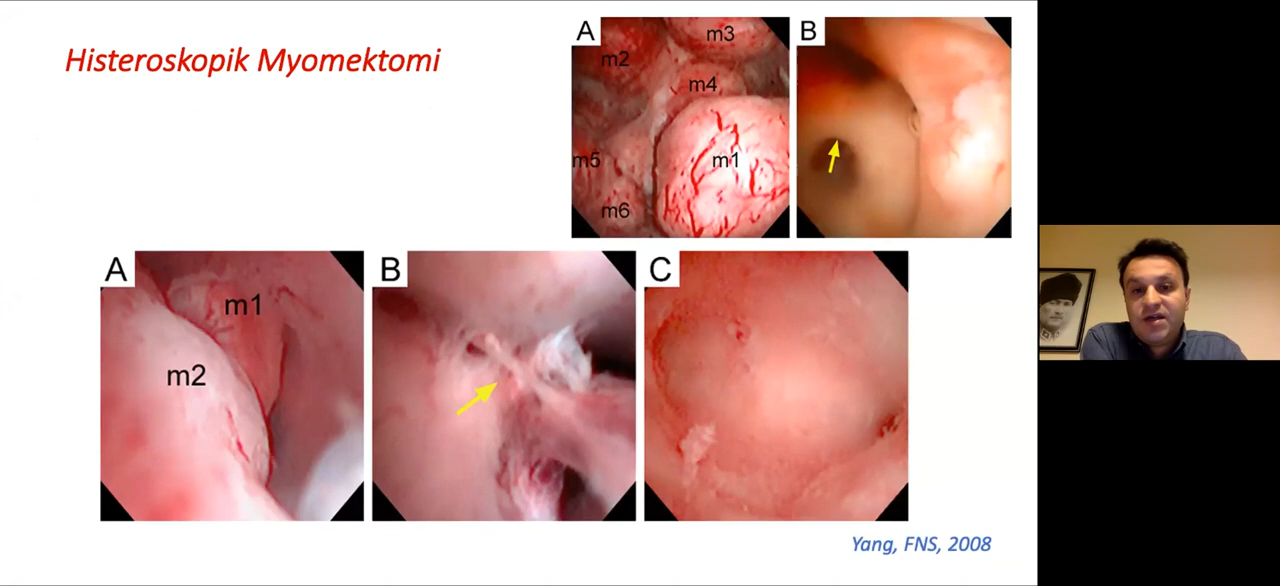 Histeroskopik Myomektomi
A
m3
m2
m4
m5
m1
m6
B
A
m1
m2
B
C
Yang, FNS, 2008